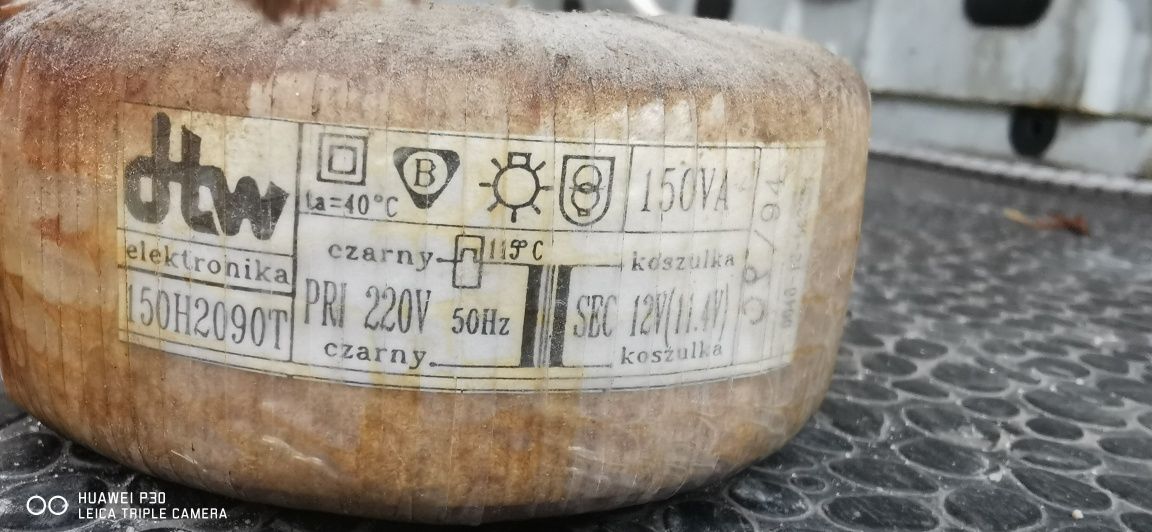 dtw
elektronika
150H2090T
ta=40°C
B
150VA
czarny
115°C
koszulka
PRI 220V 50Hz
SEC 12V(11.4V)
czarny
koszulka
HUAWEI P30
LEICA TRIPLE CAMERA